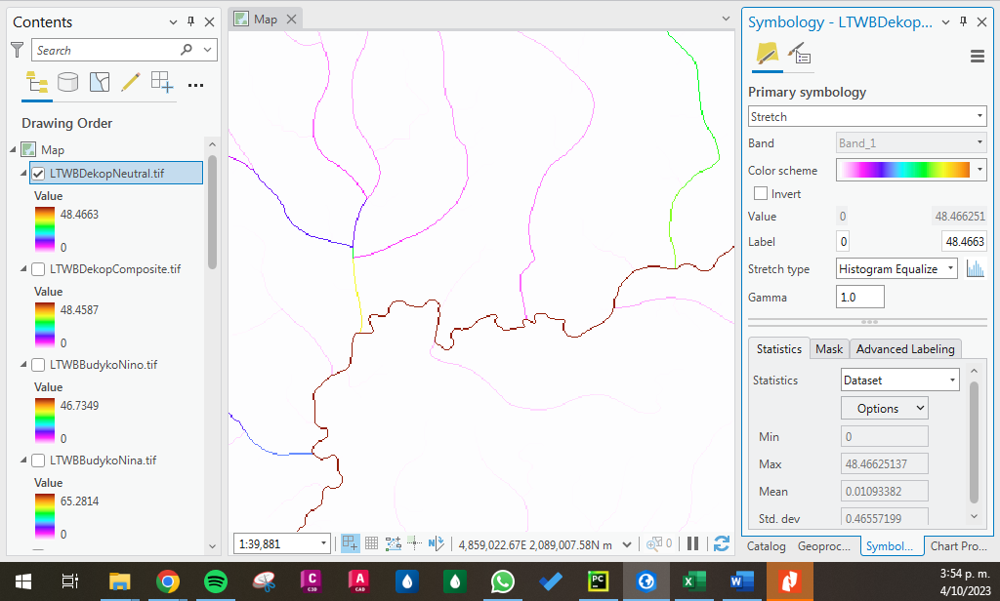 Contents
Search
Drawing Order
Map
LTWBDekopNeutral.tif
Value
48.4663
0
LTWBDekopComposite.tif
Value
48.4587
0
LTWBBudykoNino.tif
Value
46.7349
0
LTWBBudykoNina.tif
Value
65.2814
0
Map
1:39,881
4,859,022.67E 2,089,007.58N m
0
Symbology - LTWBDekop...
Primary symbology
Stretch
Band
Band_1
Color scheme
Invert
Value
0
48.466251
Label
0
48.4663
Stretch type
Histogram Equalize
Gamma
1.0
Statistics
Mask
Advanced Labeling
Statistics
Dataset
Options
Min
0
Max
48.46625137
Mean
0.01093382
Std. dev
0.46557199
Catalog
Geoproc...
Symbol...
Chart Pro...
C
C3D
A
CAD
PC
X
W
3:54 p. m.
4/10/2023